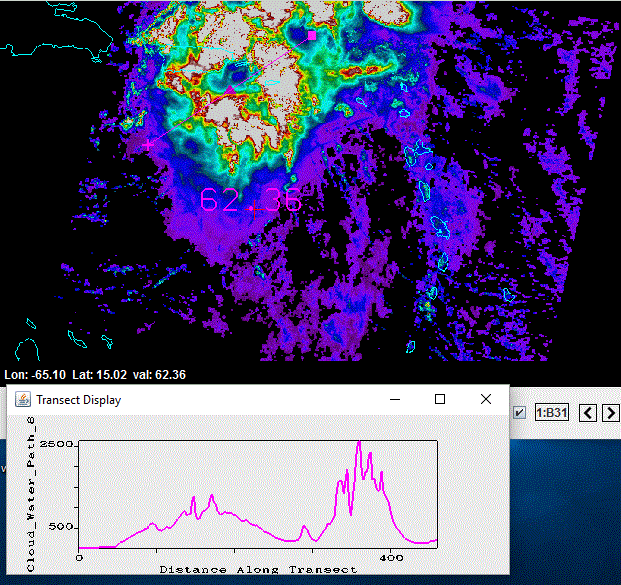 62.36
Lon: -65.10 Lat: 15.02 val: 62.36
Transect Display
1:B31
Cloud_Water_Path_
2500
500
0
400
Distance Along Transect